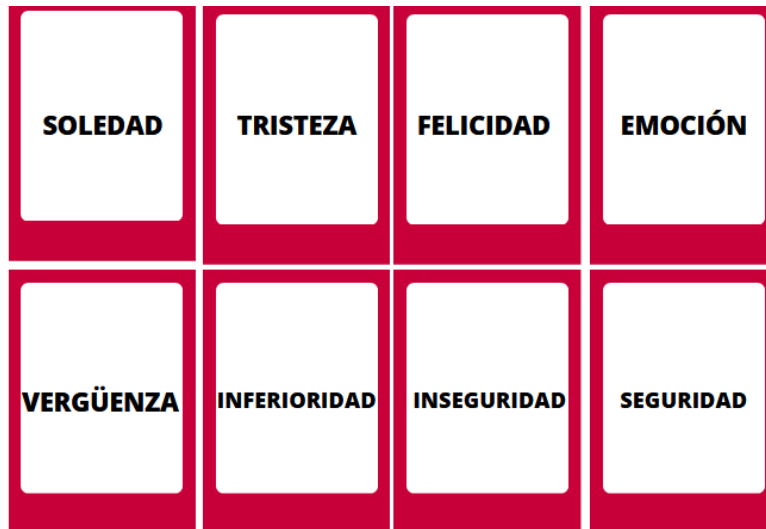 SOLEDAD
TRISTEZA
FELICIDAD
EMOCIÓN
VERGÜENZA
INFERIORIDAD
INSEGURIDAD
SEGURIDAD